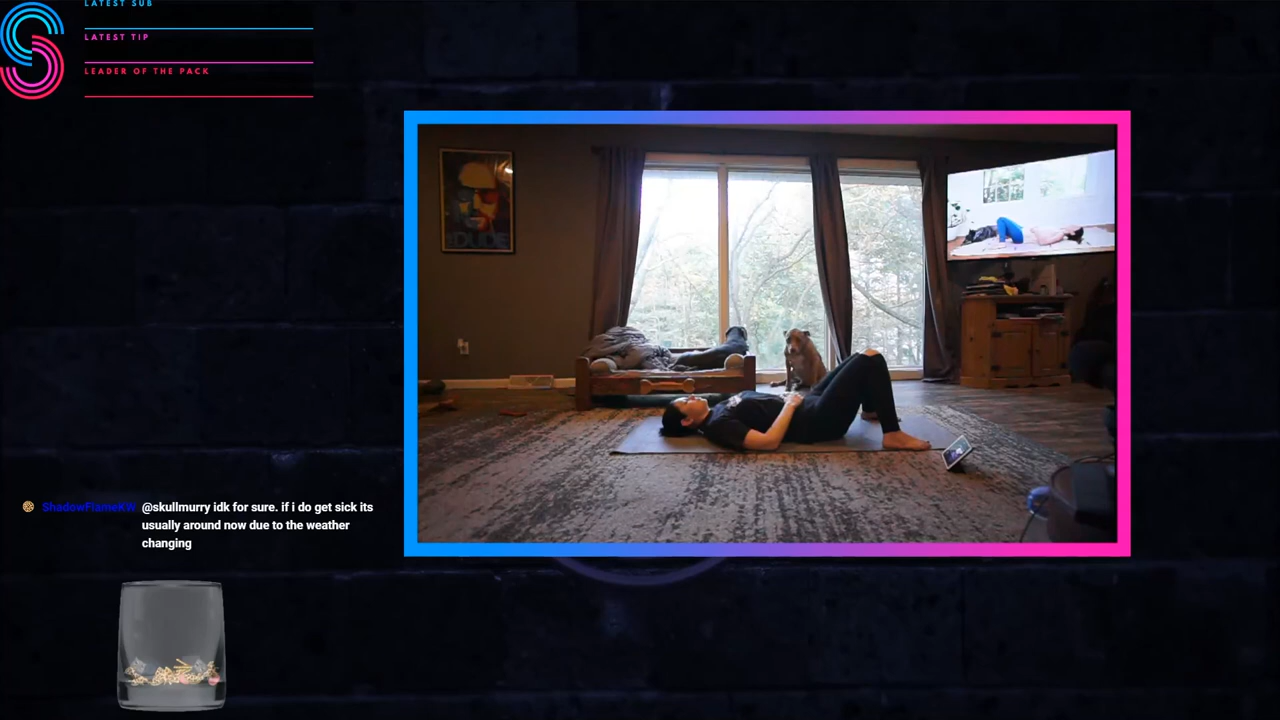 LATEST SUB
LATEST TIP
LEADER OF THE PACK
DUDE
ShadowFlameKW: @skullmurry idk for sure. if i do get sick its
usually around now due to the weather
changing